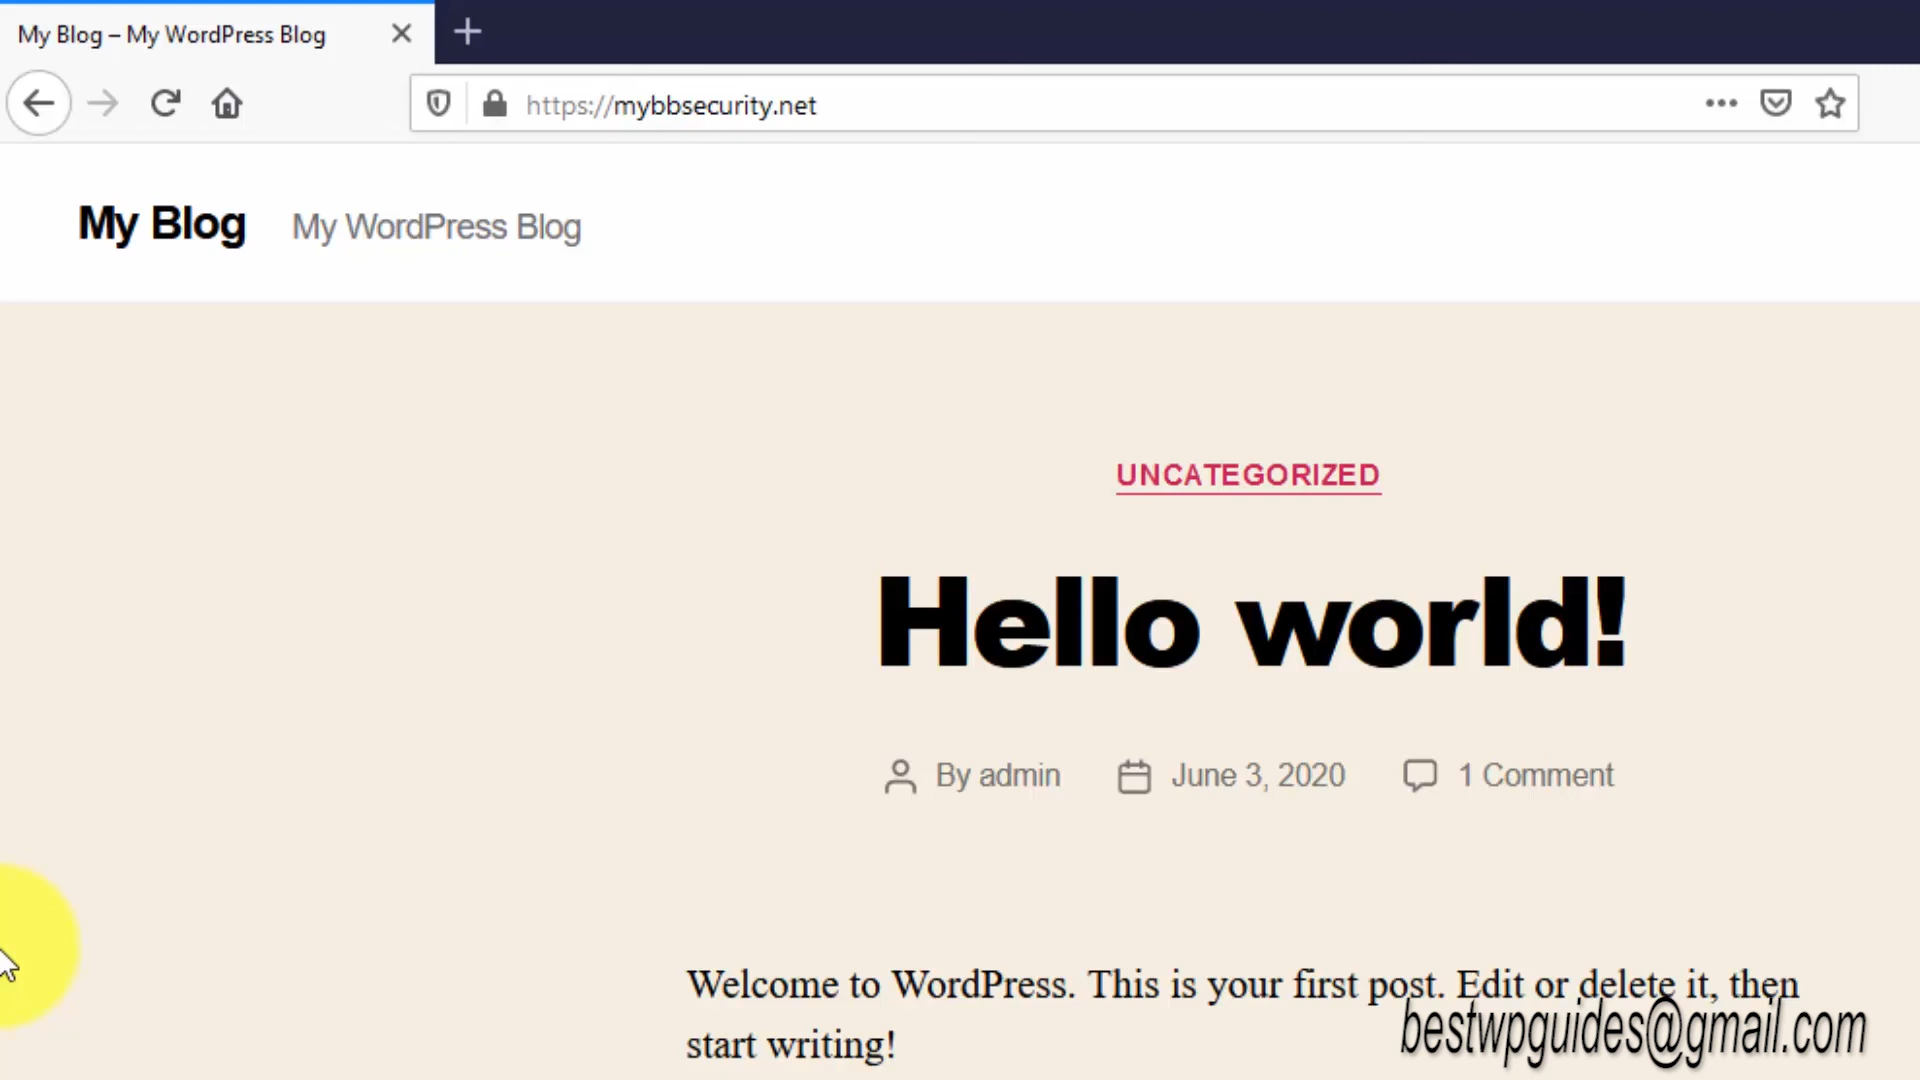 My Blog – My WordPress Blog
https://mybbsecurity.net
My Blog My WordPress Blog
UNCATEGORIZED
Hello world!
By admin June 3, 2020 1 Comment
Welcome to WordPress. This is your first post. Edit or delete it, then
start writing!
bestwpguides@gmail.com